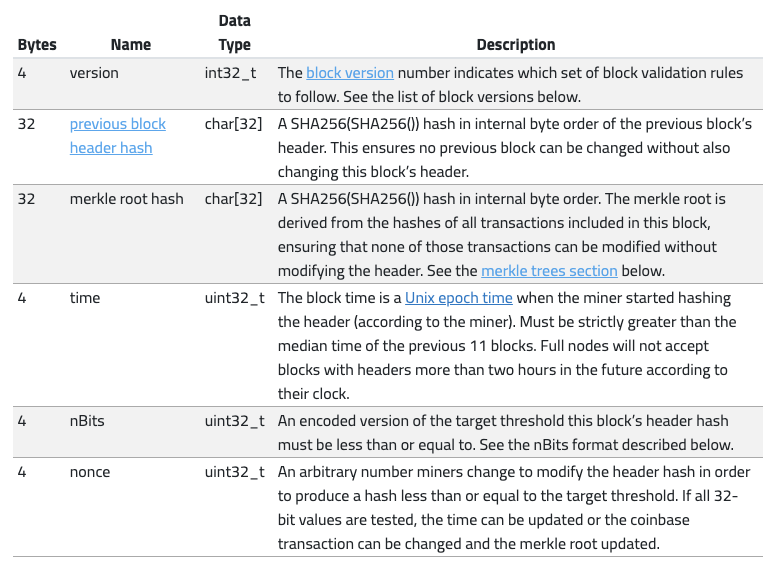 Data
Bytes Name Type Description
4 version int32_t The block version number indicates which set of block validation rules
to follow. See the list of block versions below.
32 previous block char[32] A SHA256(SHA256()) hash in internal byte order of the previous block’s
header hash header. This ensures no previous block can be changed without also
changing this block’s header.
32 merkle root hash char[32] A SHA256(SHA256()) hash in internal byte order. The merkle root is
derived from the hashes of all transactions included in this block,
ensuring that none of those transactions can be modified without
modifying the header. See the merkle trees section below.
4 time uint32_t The block time is a Unix epoch time when the miner started hashing
the header (according to the miner). Must be strictly greater than the
median time of the previous 11 blocks. Full nodes will not accept
blocks with headers more than two hours in the future according to
their clock.
4 nBits uint32_t An encoded version of the target threshold this block’s header hash
must be less than or equal to. See the nBits format described below.
4 nonce uint32_t An arbitrary number miners change to modify the header hash in order
to produce a hash less than or equal to the target threshold. If all 32-
bit values are tested, the time can be updated or the coinbase
transaction can be changed and the merkle root updated.